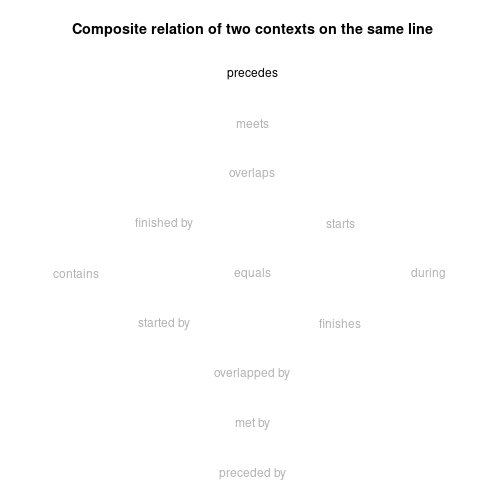 Composite relation of two contexts on the same line
precedes
meets
overlaps
finished by starts
contains equals during
started by finishes
overlapped by
met by
preceded by